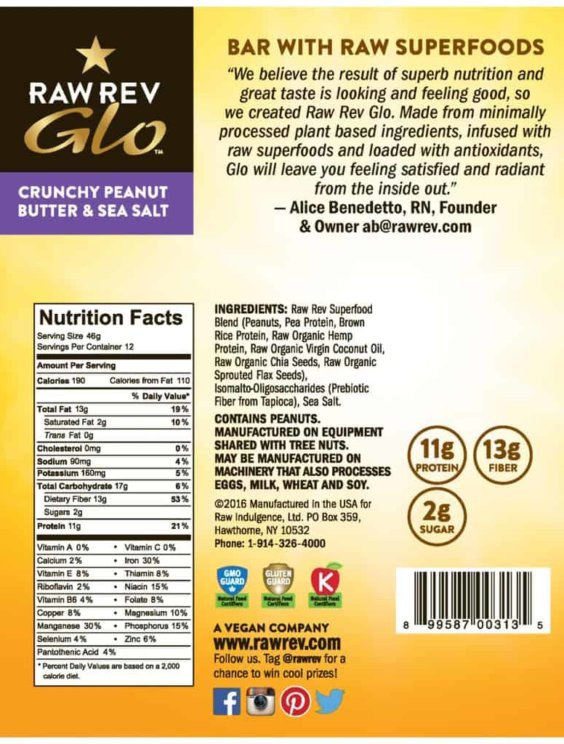 RAW REV
Glo™
CRUNCHY PEANUT
BUTTER & SEA SALT
BAR WITH RAW SUPERFOODS
“We believe the result of superb nutrition and
great taste is looking and feeling good, so
we created Raw Rev Glo. Made from minimally
processed plant based ingredients, infused with
raw superfoods and loaded with antioxidants,
Glo will leave you feeling satisfied and radiant
from the inside out.”
— Alice Benedetto, RN, Founder
& Owner ab@rawrev.com
Nutrition Facts
Serving Size 46g
Servings Per Container 12
Amount Per Serving
Calories 190 Calories from Fat 110
% Daily Value*
Total Fat 13g 19%
Saturated Fat 2g 10%
Trans Fat 0g
Cholesterol 0mg 0%
Sodium 90mg 4%
Potassium 160mg 5%
Total Carbohydrate 17g 6%
Dietary Fiber 13g 53%
Sugars 2g
Protein 11g 21%
Vitamin A 0% • Vitamin C 0%
Calcium 2% • Iron 30%
Vitamin E 8% • Thiamin 8%
Riboflavin 2% • Niacin 15%
Vitamin B6 4% • Folate 8%
Copper 8% • Magnesium 10%
Manganese 30% • Phosphorus 15%
Selenium 4% • Zinc 6%
Pantothenic Acid 4%
* Percent Daily Values are based on a 2,000
calorie diet.
INGREDIENTS: Raw Rev Superfood
Blend (Peanuts, Pea Protein, Brown
Rice Protein, Raw Organic Hemp
Protein, Raw Organic Virgin Coconut Oil,
Raw Organic Chia Seeds, Raw Organic
Sprouted Flax Seeds),
Isomalto-Oligosaccharides (Prebiotic
Fiber from Tapioca), Sea Salt.
CONTAINS PEANUTS.
MANUFACTURED ON EQUIPMENT
SHARED WITH TREE NUTS.
MAY BE MANUFACTURED ON
MACHINERY THAT ALSO PROCESSES
EGGS, MILK, WHEAT AND SOY.
©2016 Manufactured in the USA for
Raw Indulgence, Ltd. PO Box 359,
Hawthorne, NY 10532
Phone: 1-914-326-4000
11g
PROTEIN
13g
FIBER
2g
SUGAR
GMO
GUARD
Natural Food
Certifiers
GLUTEN
GUARD
Natural Food
Certifiers
K
Natural Food
Certifiers
A VEGAN COMPANY
www.rawrev.com
Follow us. Tag @rawrev for a
chance to win cool prizes!
8 99587 00313 5